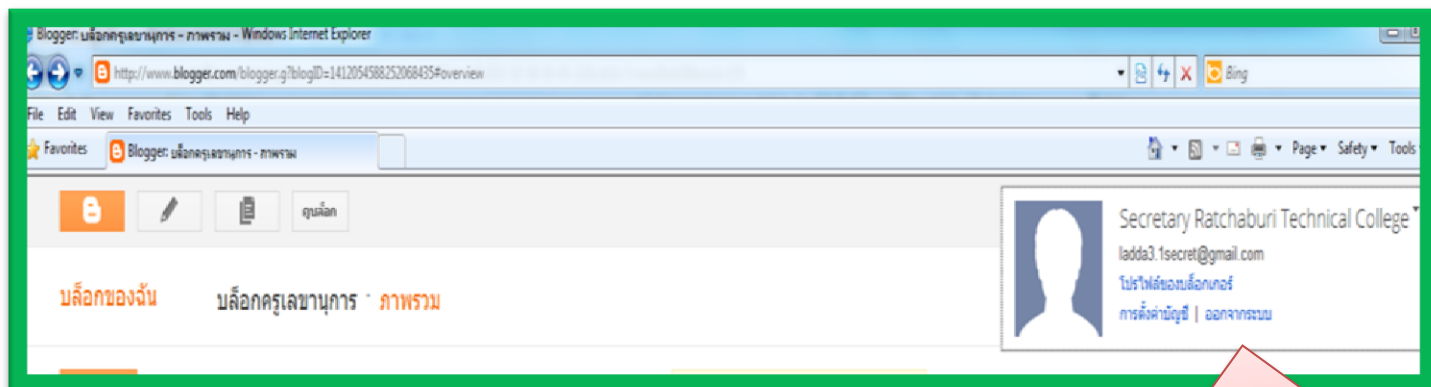 Blogger: บล็อกครูเลขานุการ - ภาพรวม - Windows Internet Explorer
http://www.blogger.com/blogger.g?blogID=1412054588252068435#overview
Bing
File Edit View Favorites Tools Help
Favorites Blogger: บล็อกครูเลขานุการ - ภาพรวม
Page Safety Tools
ดูบล็อก
Secretary Ratchaburi Technical College
ladda3.1secret@gmail.com
โปรไฟล์ของบล็อกเกอร์
การตั้งค่าบัญชี | ออกจากระบบ
บล็อกของฉัน บล็อกครูเลขานุการ ภาพรวม